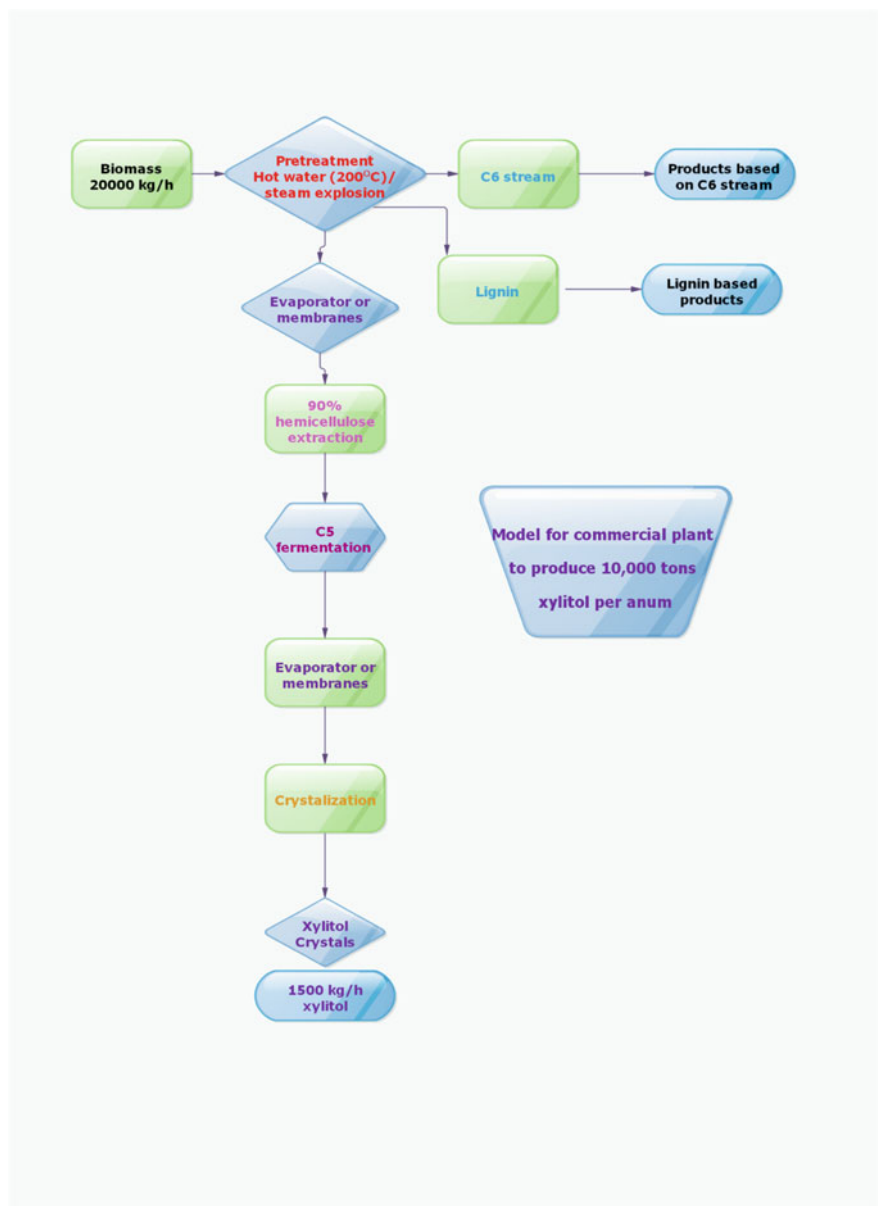 Biomass
20000 kg/h
Pretreatment
Hot water (200°C)/
steam explosion
C6 stream
Products based
on C6 stream
Lignin
Lignin based
products
Evaporator or
membranes
90%
hemicellulose
extraction
C5
fermentation
Model for commercial plant
to produce 10,000 tons
xylitol per anum
Evaporator or
membranes
Crystalization
Xylitol
Crystals
1500 kg/h
xylitol